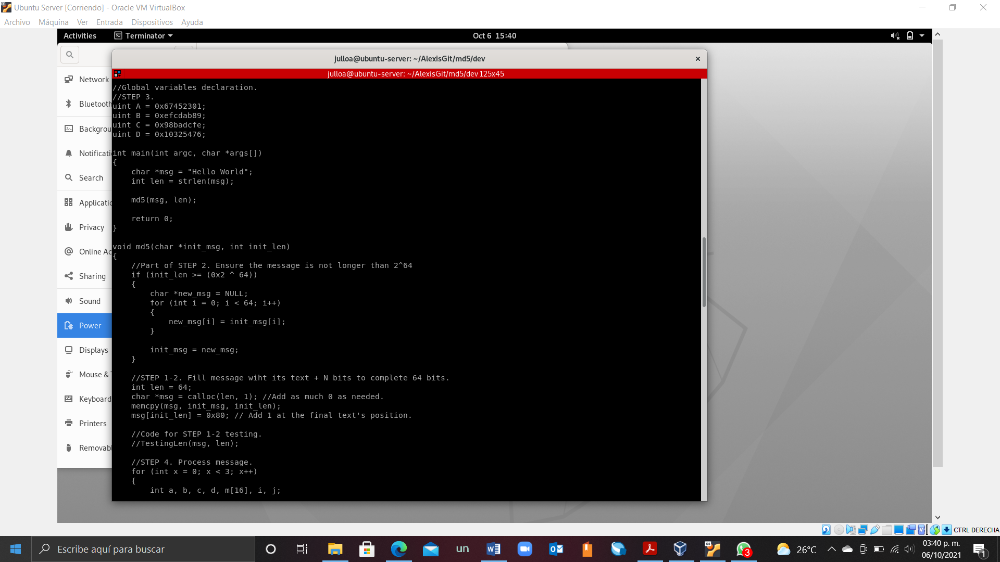 Ubuntu Server [Corriendo] - Oracle VM VirtualBox
Archivo Máquina Ver Entrada Dispositivos Ayuda
Activities Terminator Oct 6 15:40
julloa@ubuntu-server: ~/AlexisGit/md5/dev
julloa@ubuntu-server: ~/AlexisGit/md5/dev 125x45
Network
Bluetooth
Backgrou
Notificati
Search
Applicatio
Privacy
Online Ac
Sharing
Sound
Power
Displays
Mouse & T
Keyboard
Printers
Removabl
//Global variables declaration.
//STEP 3.
uint A = 0x67452301;
uint B = 0xefcdab89;
uint C = 0x98badcfe;
uint D = 0x10325476;
int main(int argc, char *args[])
{
    char *msg = "Hello World";
    int len = strlen(msg);
    md5(msg, len);
    return 0;
}
void md5(char *init_msg, int init_len)
{
    //Part of STEP 2. Ensure the message is not longer than 2^64
    if (init_len >= (0x2 ^ 64))
    {
        char *new_msg = NULL;
        for (int i = 0; i < 64; i++)
        {
            new_msg[i] = init_msg[i];
        }
        init_msg = new_msg;
    }
    //STEP 1-2. Fill message wiht its text + N bits to complete 64 bits.
    int len = 64;
    char *msg = calloc(len, 1); //Add as much 0 as needed.
    memcpy(msg, init_msg, init_len);
    msg[init_len] = 0x80; // Add 1 at the final text's position.
    //Code for STEP 1-2 testing.
    //TestingLen(msg, len);
    //STEP 4. Process message.
    for (int x = 0; x < 3; x++)
    {
        int a, b, c, d, m[16], i, j;
CTRL DERECHA
Escribe aquí para buscar
un
3
26°C
03:40 p. m.
06/10/2021
1